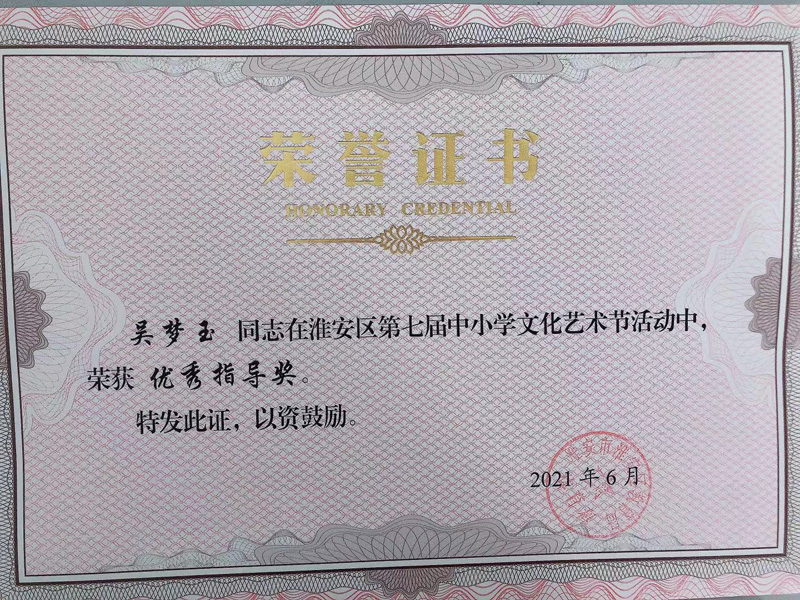 荣誉证书
HONORARY CREDENTIAL
吴梦玉 同志在淮安区第七届中小学文化艺术节活动中,
荣获 优秀指导奖。
特发此证,以资鼓励。
2021 年 6 月